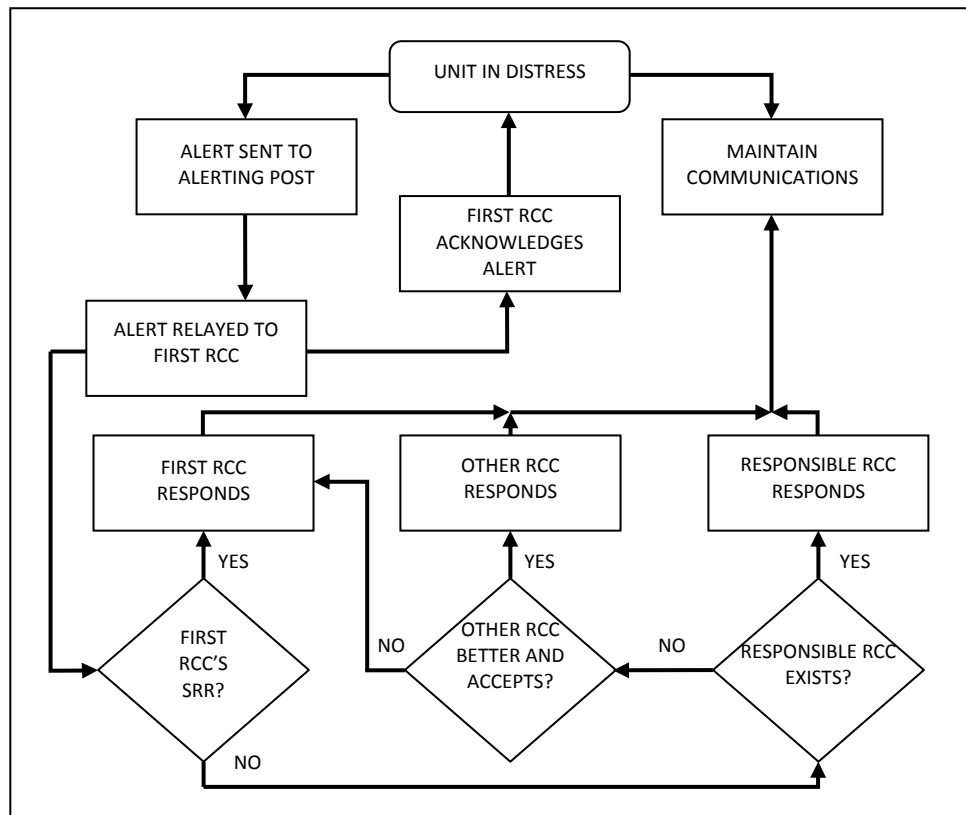 UNIT IN DISTRESS
ALERT SENT TO
ALERTING POST
MAINTAIN
COMMUNICATIONS
FIRST RCC
ACKNOWLEDGES
ALERT
ALERT RELAYED TO
FIRST RCC
FIRST RCC
RESPONDS
OTHER RCC
RESPONDS
RESPONSIBLE RCC
RESPONDS
YES
YES
YES
FIRST
RCC’S
SRR?
NO
OTHER RCC
BETTER AND
ACCEPTS?
NO
RESPONSIBLE RCC
EXISTS?
NO